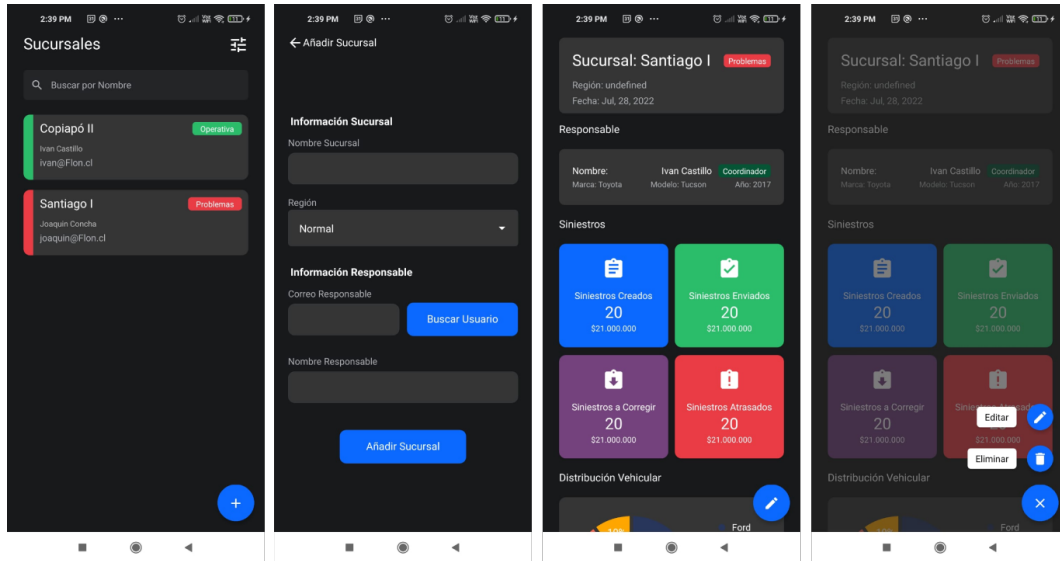 2:39 PM
Sucursales
Buscar por Nombre
Copiapó II
Operativa
Ivan Castillo
ivan@Flon.cl
Santiago I
Problemas
Joaquin Concha
joaquin@Flon.cl
2:39 PM
Añadir Sucursal
Información Sucursal
Nombre Sucursal
Región
Normal
Información Responsable
Correo Responsable
Buscar Usuario
Nombre Responsable
Añadir Sucursal
2:39 PM
Sucursal: Santiago I
Problemas
Región: undefined
Fecha: Jul, 28, 2022
Responsable
Nombre: Ivan Castillo Coordinador
Marca: Toyota Modelo: Tucson Año: 2017
Siniestros
Siniestros Creados
20
$21.000.000
Siniestros Enviados
20
$21.000.000
Siniestros a Corregir
20
$21.000.000
Siniestros Atrasados
20
$21.000.000
Distribución Vehicular
10%
Ford
2:39 PM
Sucursal: Santiago I
Problemas
Región: undefined
Fecha: Jul, 28, 2022
Responsable
Nombre: Ivan Castillo Coordinador
Marca: Toyota Modelo: Tucson Año: 2017
Siniestros
Siniestros Creados
20
$21.000.000
Siniestros Enviados
20
$21.000.000
Siniestros a Corregir
20
$21.000.000
$21.000.000
Editar
Eliminar
Distribución Vehicular
10%
Ford